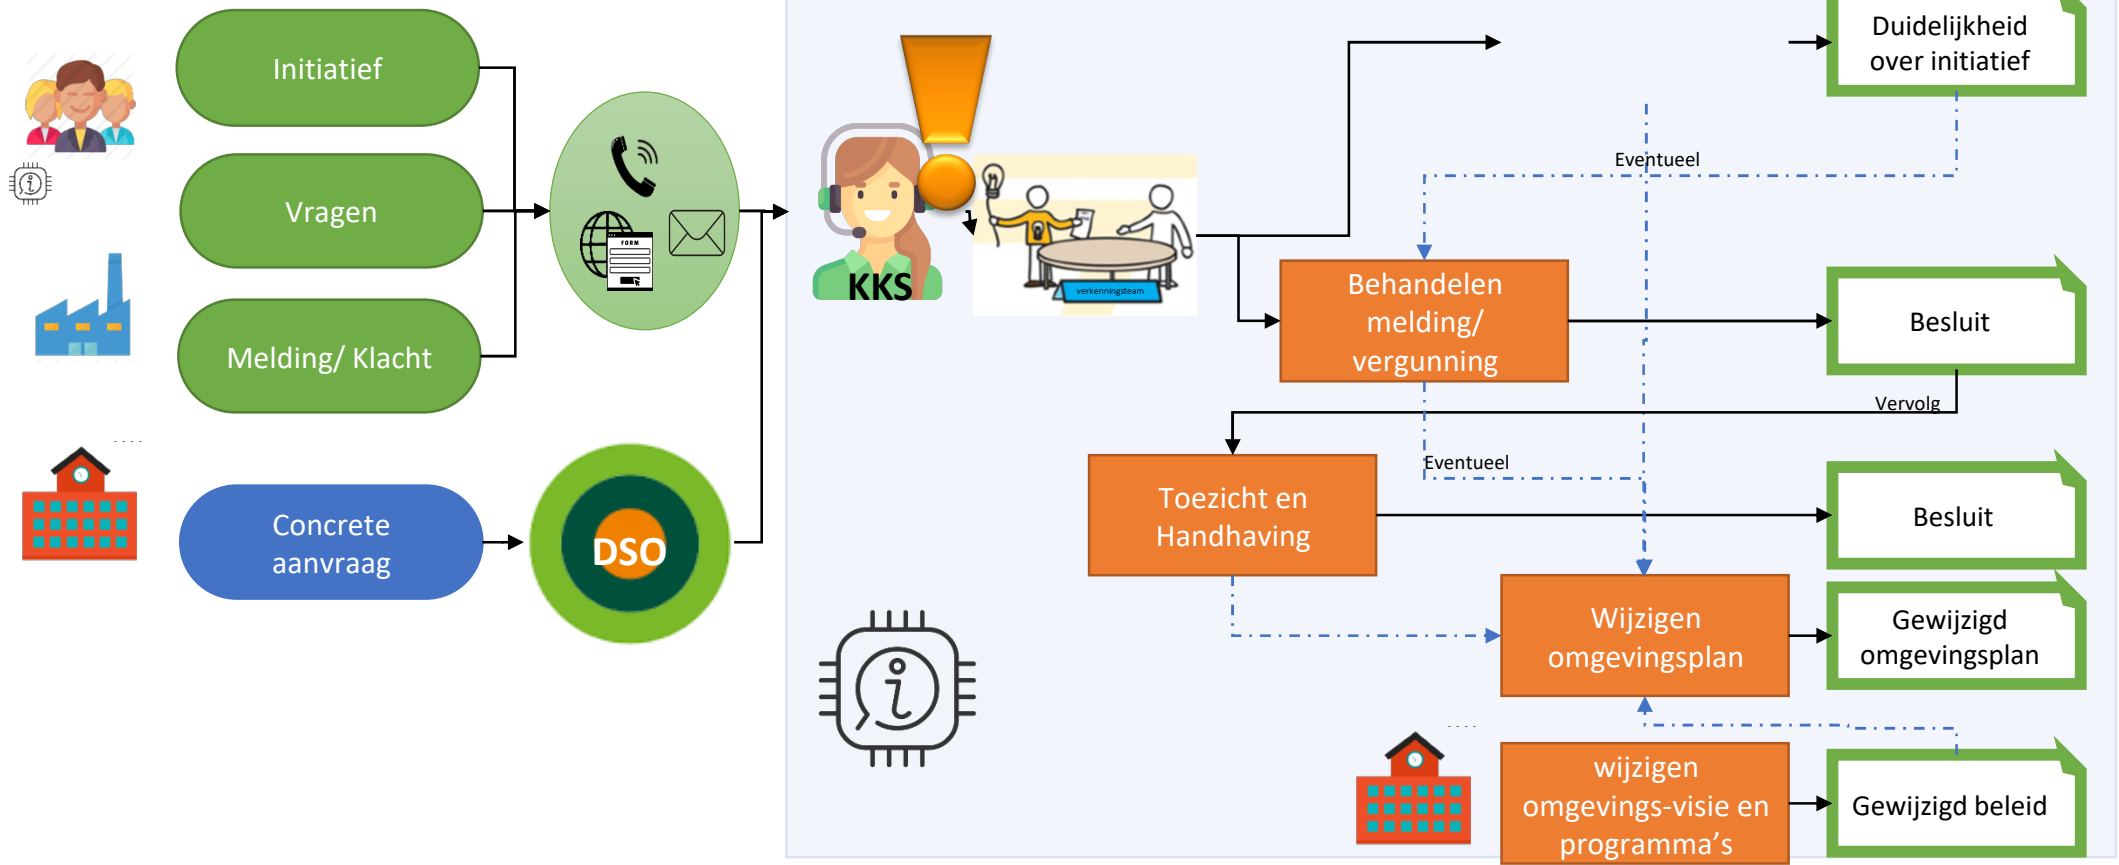 Initiatief
Vragen
Melding/ Klacht
Concrete
aanvraag
FORM
DSO
KKS
verkenningsteam
Duidelijkheid
over initiatief
Eventueel
Behandelen
melding/
vergunning
Besluit
Vervolg
Eventueel
Toezicht en
Handhaving
Besluit
Wijzigen
omgevingsplan
Gewijzigd
omgevingsplan
wijzigen
omgevings-visie en
programma's
Gewijzigd beleid